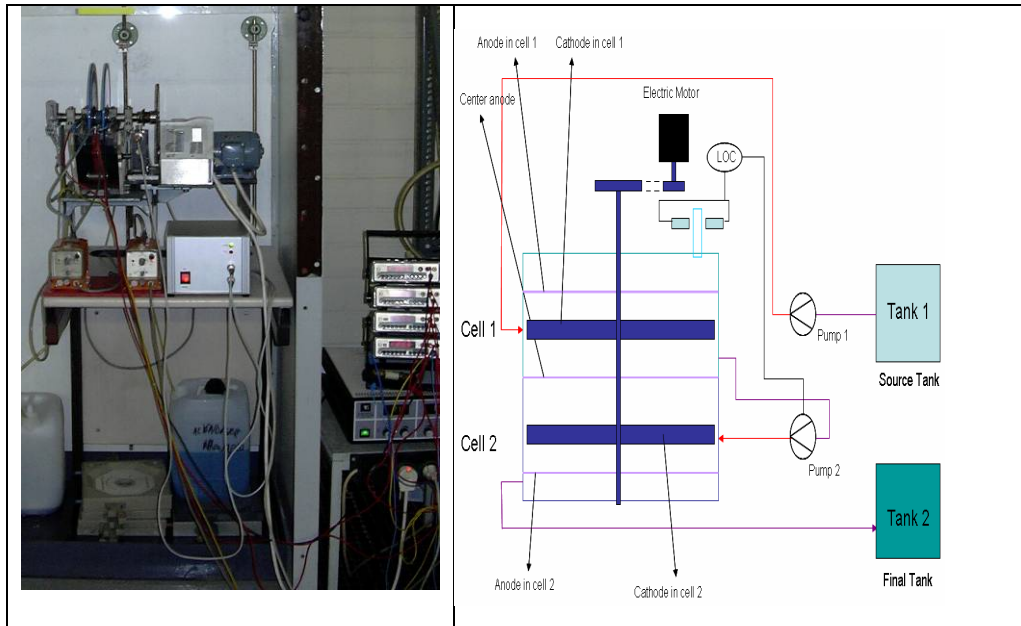 Anode in cell 1
Cathode in cell 1
Center anode
Electric Motor
LOC
Cell 1
Tank 1
Pump 1
Source Tank
Cell 2
Pump 2
Tank 2
Anode in cell 2
Cathode in cell 2
Final Tank